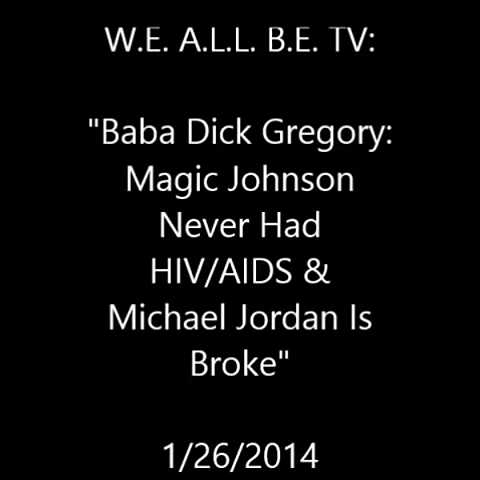 W.E. A.L.L. B.E. TV:
"Baba Dick Gregory:
Magic Johnson
Never Had
HIV/AIDS &
Michael Jordan Is
Broke"
1/26/2014